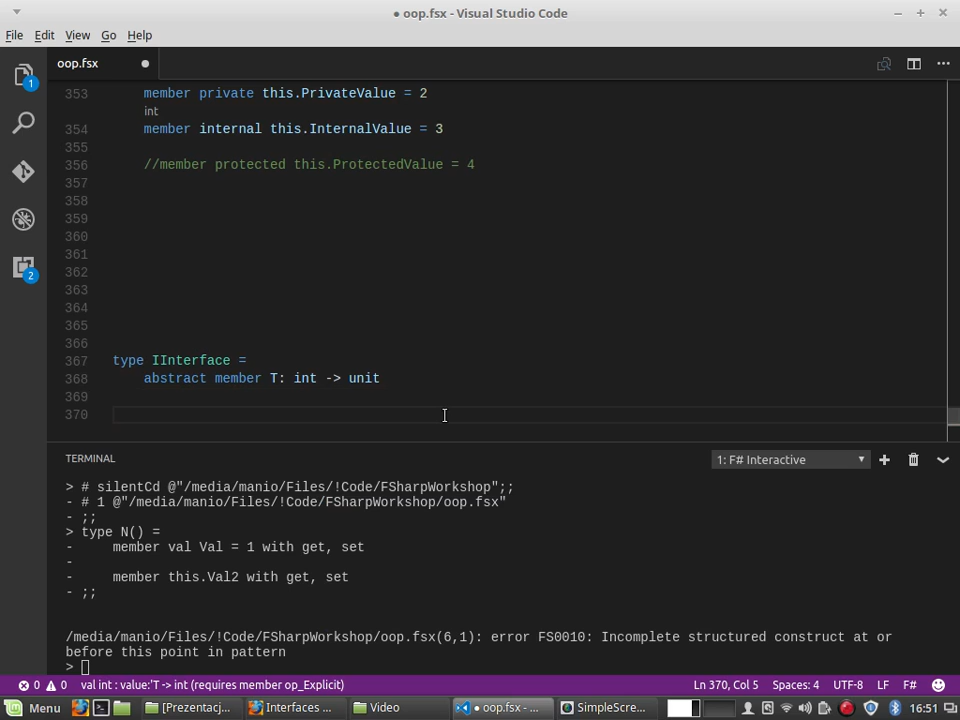 ● oop.fsx - Visual Studio Code
File Edit View Go Help
oop.fsx
1
2
353 member private this.PrivateValue = 2
int
354 member internal this.InternalValue = 3
355
356 //member protected this.ProtectedValue = 4
357
358
359
360
361
362
363
364
365
366
367 type IInterface =
368 abstract member T: int -> unit
369
370
TERMINAL
1: F# Interactive
> # silentCd @"/media/manio/Files/!Code/FSharpWorkshop";;
- # 1 @"/media/manio/Files/!Code/FSharpWorkshop/oop.fsx"
- ;;
> type N() =
-     member val Val = 1 with get, set
-
-     member this.Val2 with get, set
- ;;
/media/manio/Files/!Code/FSharpWorkshop/oop.fsx(6,1): error FS0010: Incomplete structured construct at or
before this point in pattern
>
0 0 val int : value:'T -> int (requires member op_Explicit) Ln 370, Col 5 Spaces: 4 UTF-8 LF F#
Menu [Prezentacj... Interfaces ... Video ● oop.fsx - ... SimpleScre... 16:51